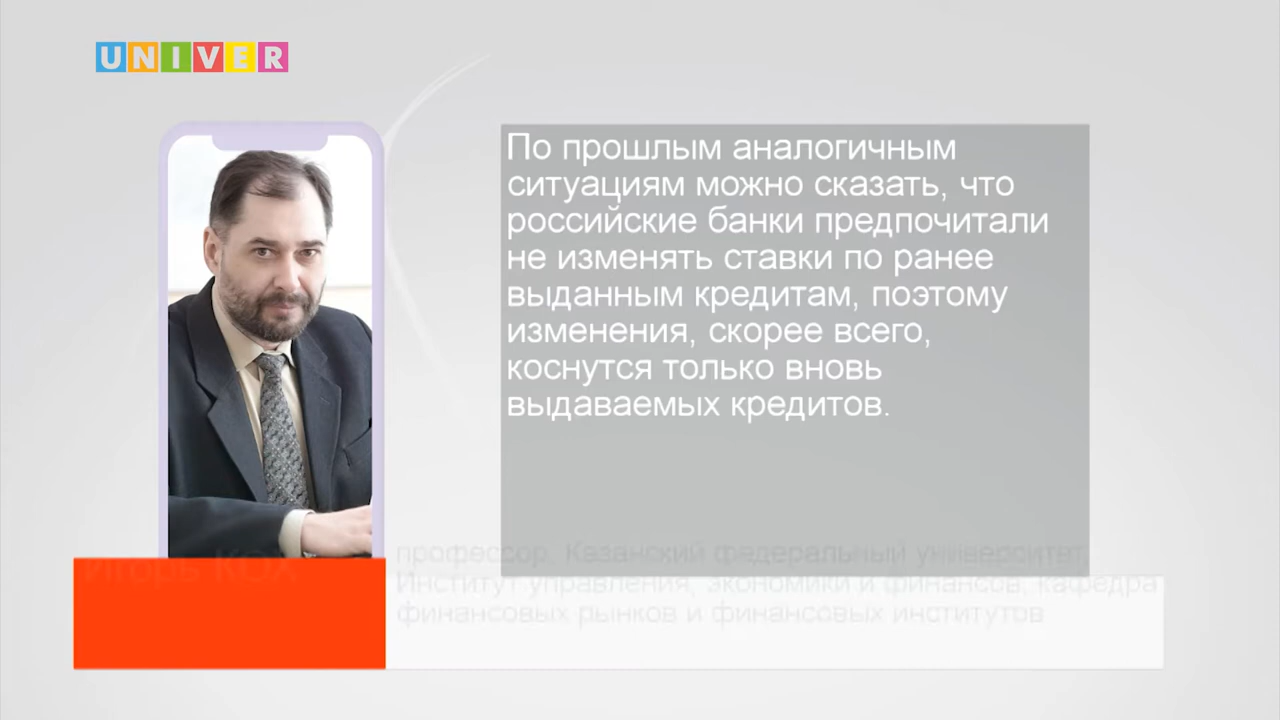 UNIVER
По прошлым аналогичным
ситуациям можно сказать, что
российские банки предпочитали
не изменять ставки по ранее
выданным кредитам, поэтому
изменения, скорее всего,
коснутся только вновь
выдаваемых кредитов.
Игорь КОХ
профессор, Казанский федеральный университет,
Институт управления, экономики и финансов, кафедра
финансовых рынков и финансовых институтов